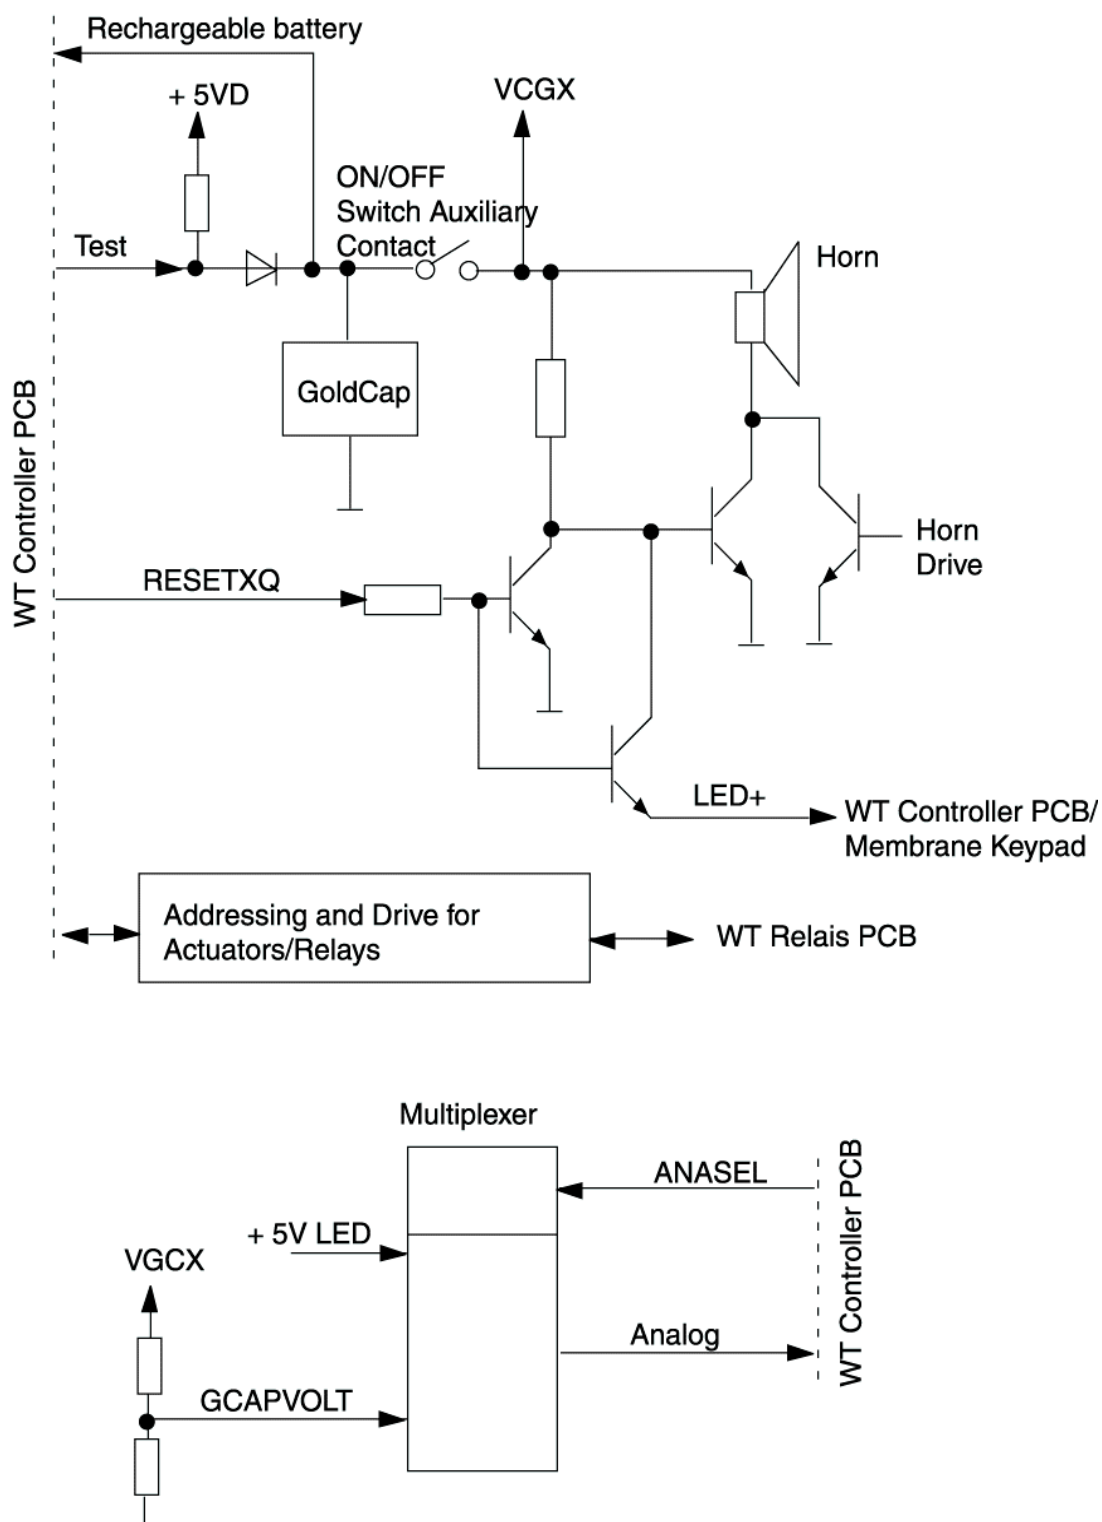 Rechargeable battery
+ 5VD
VCGX
ON/OFF
Switch Auxiliary
Contact
Test
Horn
GoldCap
WT Controller PCB
Horn
Drive
RESETXQ
LED+
WT Controller PCB/
Membrane Keypad
Addressing and Drive for
Actuators/Relays
WT Relais PCB
Multiplexer
ANASEL
+ 5V LED
VGCX
WT Controller PCB
Analog
GCAPVOLT